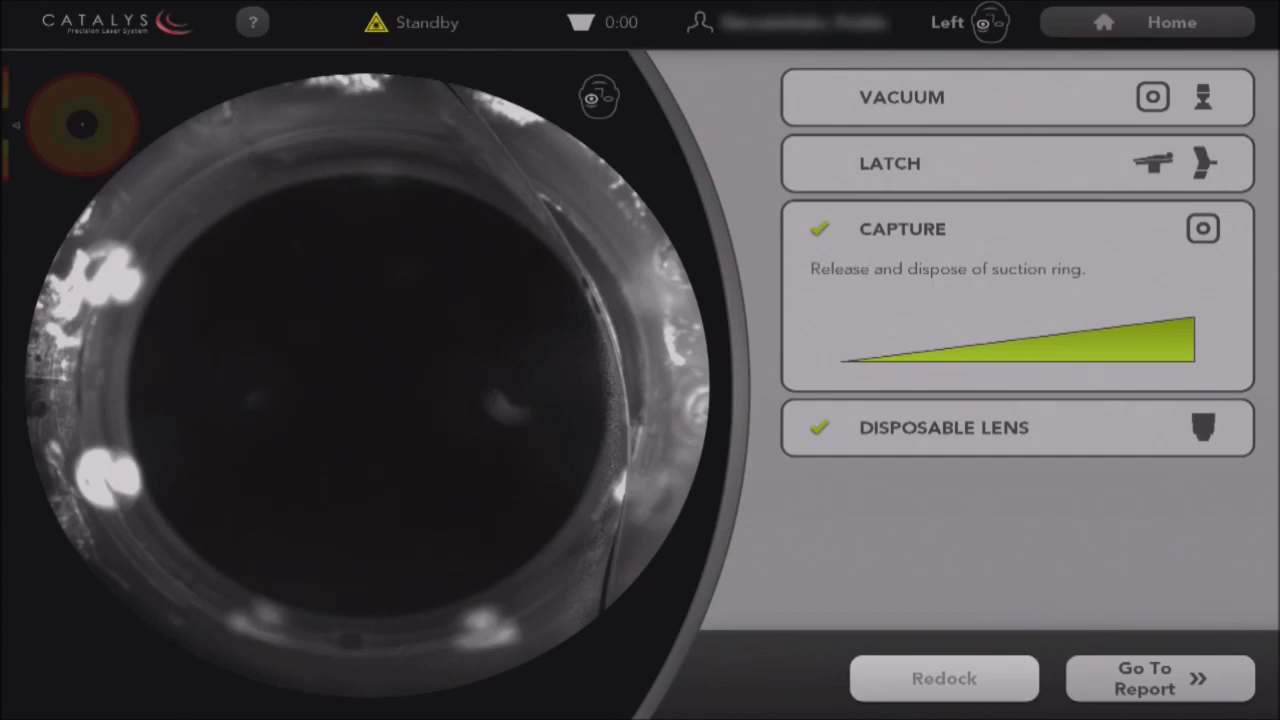 CATALYS
Precision Laser System
?
Standby
0:00
Left
Home
VACUUM
LATCH
CAPTURE
Release and dispose of suction ring.
DISPOSABLE LENS
Redock
Go To
Report